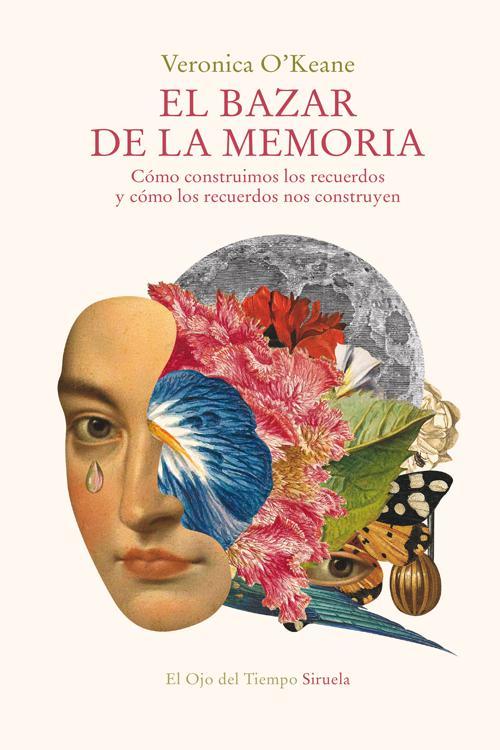 Veronica O’Keane
EL BAZAR
DE LA MEMORIA
Cómo construimos los recuerdos
y cómo los recuerdos nos construyen
El Ojo del Tiempo Siruela